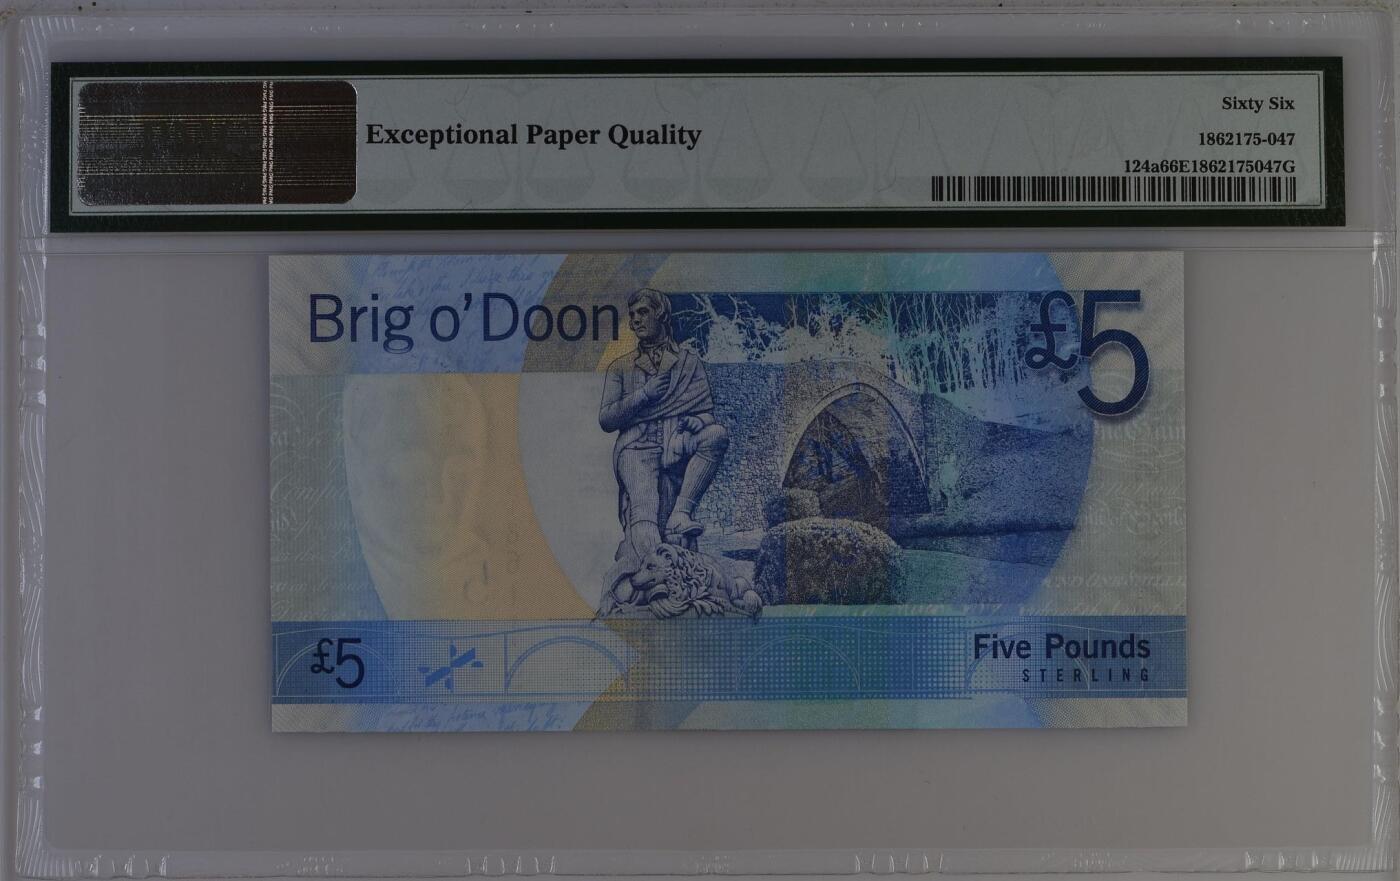 Sixty Six
Exceptional Paper Quality
1862175-047
124a66E1862175047G
Brig o' Doon
£5
£5
Five Pounds
STERLING